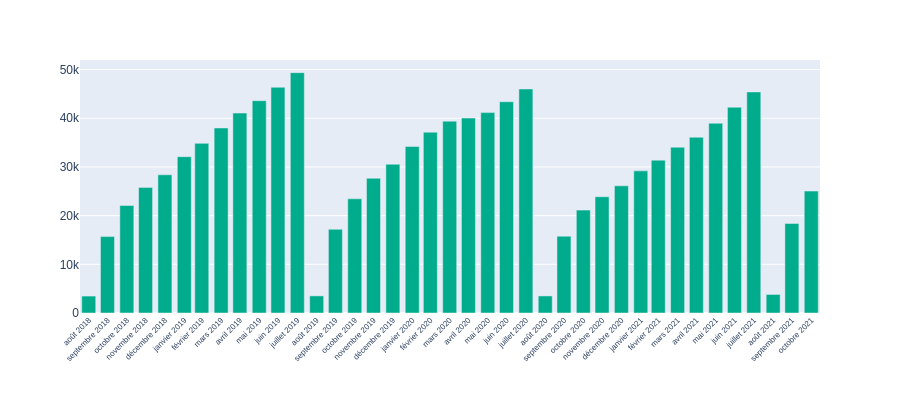 50k
40k
30k
20k
10k
0
août 2018
septembre 2018
octobre 2018
novembre 2018
décembre 2018
janvier 2019
février 2019
mars 2019
avril 2019
mai 2019
juin 2019
juillet 2019
août 2019
septembre 2019
octobre 2019
novembre 2019
décembre 2019
janvier 2020
février 2020
mars 2020
avril 2020
mai 2020
juin 2020
juillet 2020
août 2020
septembre 2020
octobre 2020
novembre 2020
décembre 2020
janvier 2021
février 2021
mars 2021
avril 2021
mai 2021
juin 2021
juillet 2021
août 2021
septembre 2021
octobre 2021